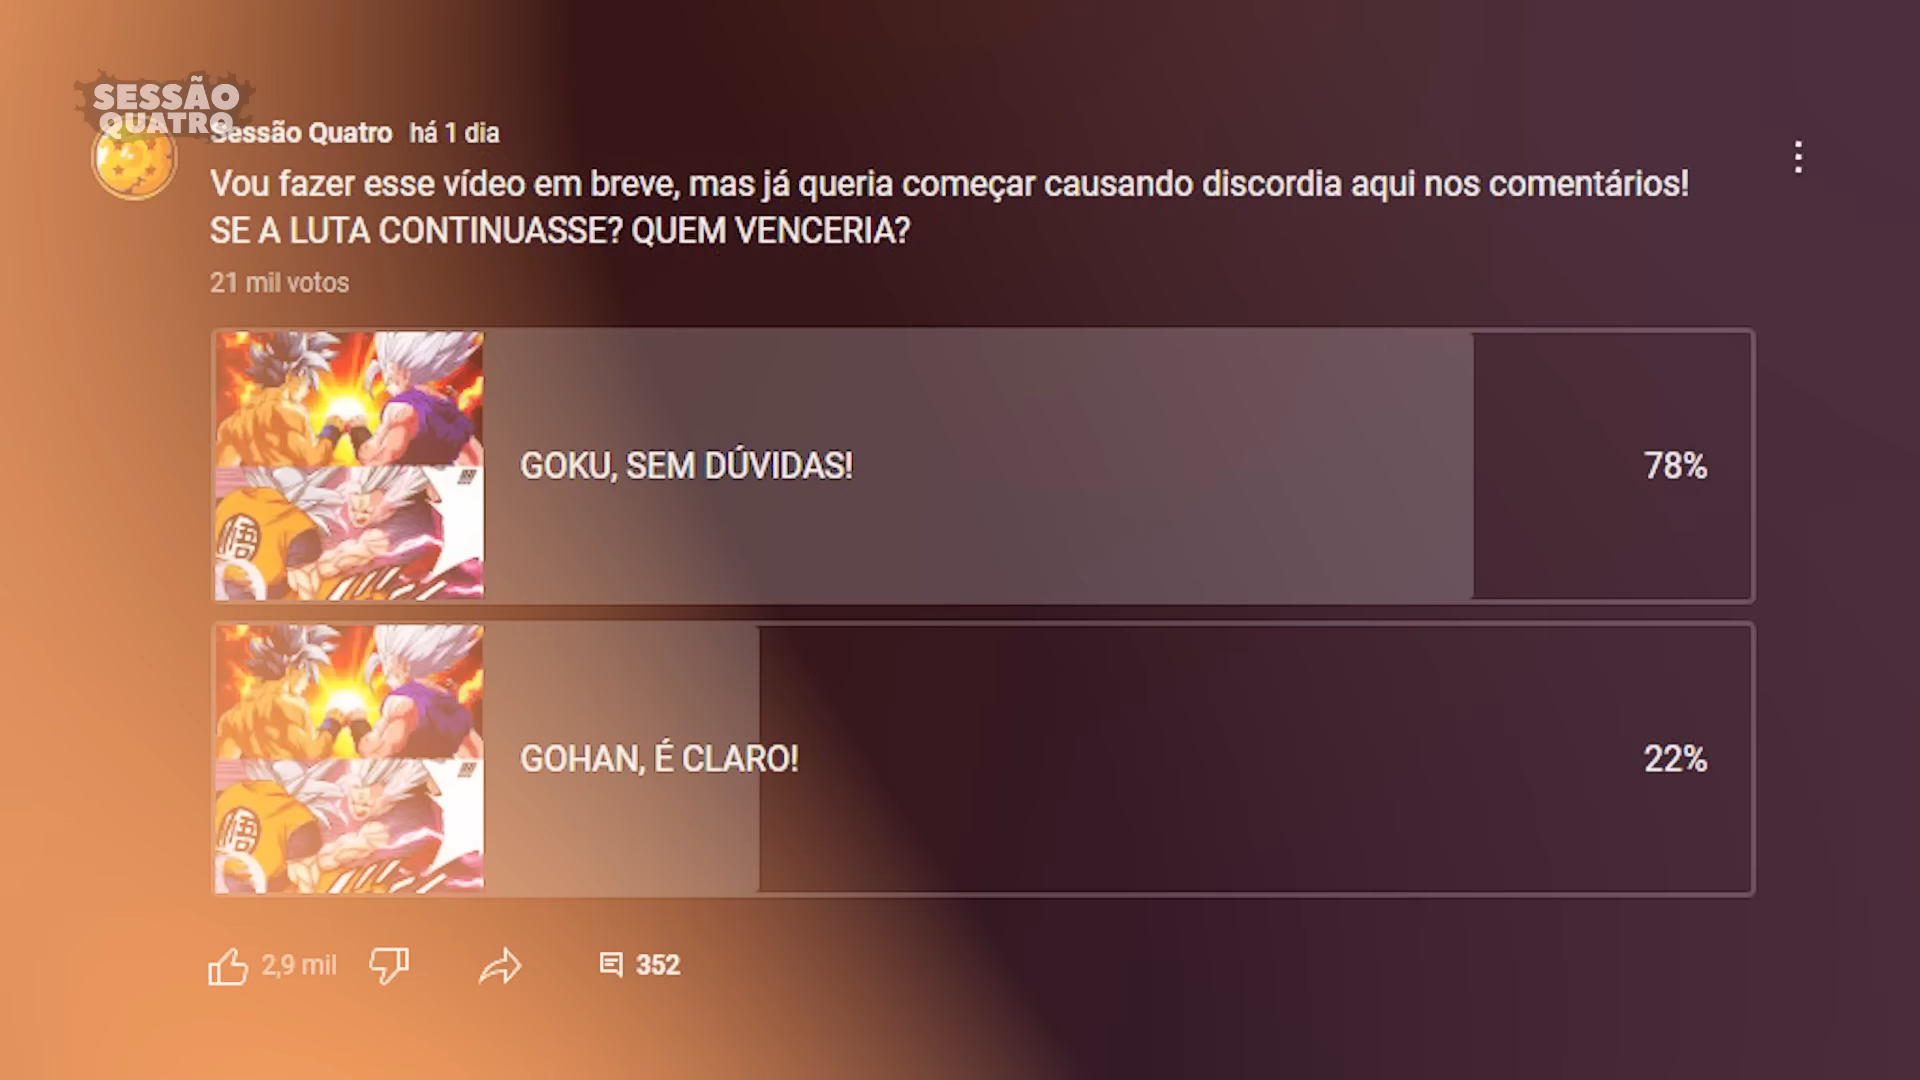 SESSÃO
QUATRO
Sessão Quatro há 1 dia
Vou fazer esse vídeo em breve, mas já queria começar causando discordia aqui nos comentários!
SE A LUTA CONTINUASSE? QUEM VENCERIA?
21 mil votos
GOKU, SEM DÚVIDAS!
78%
GOHAN, É CLARO!
22%
2,9 mil
352